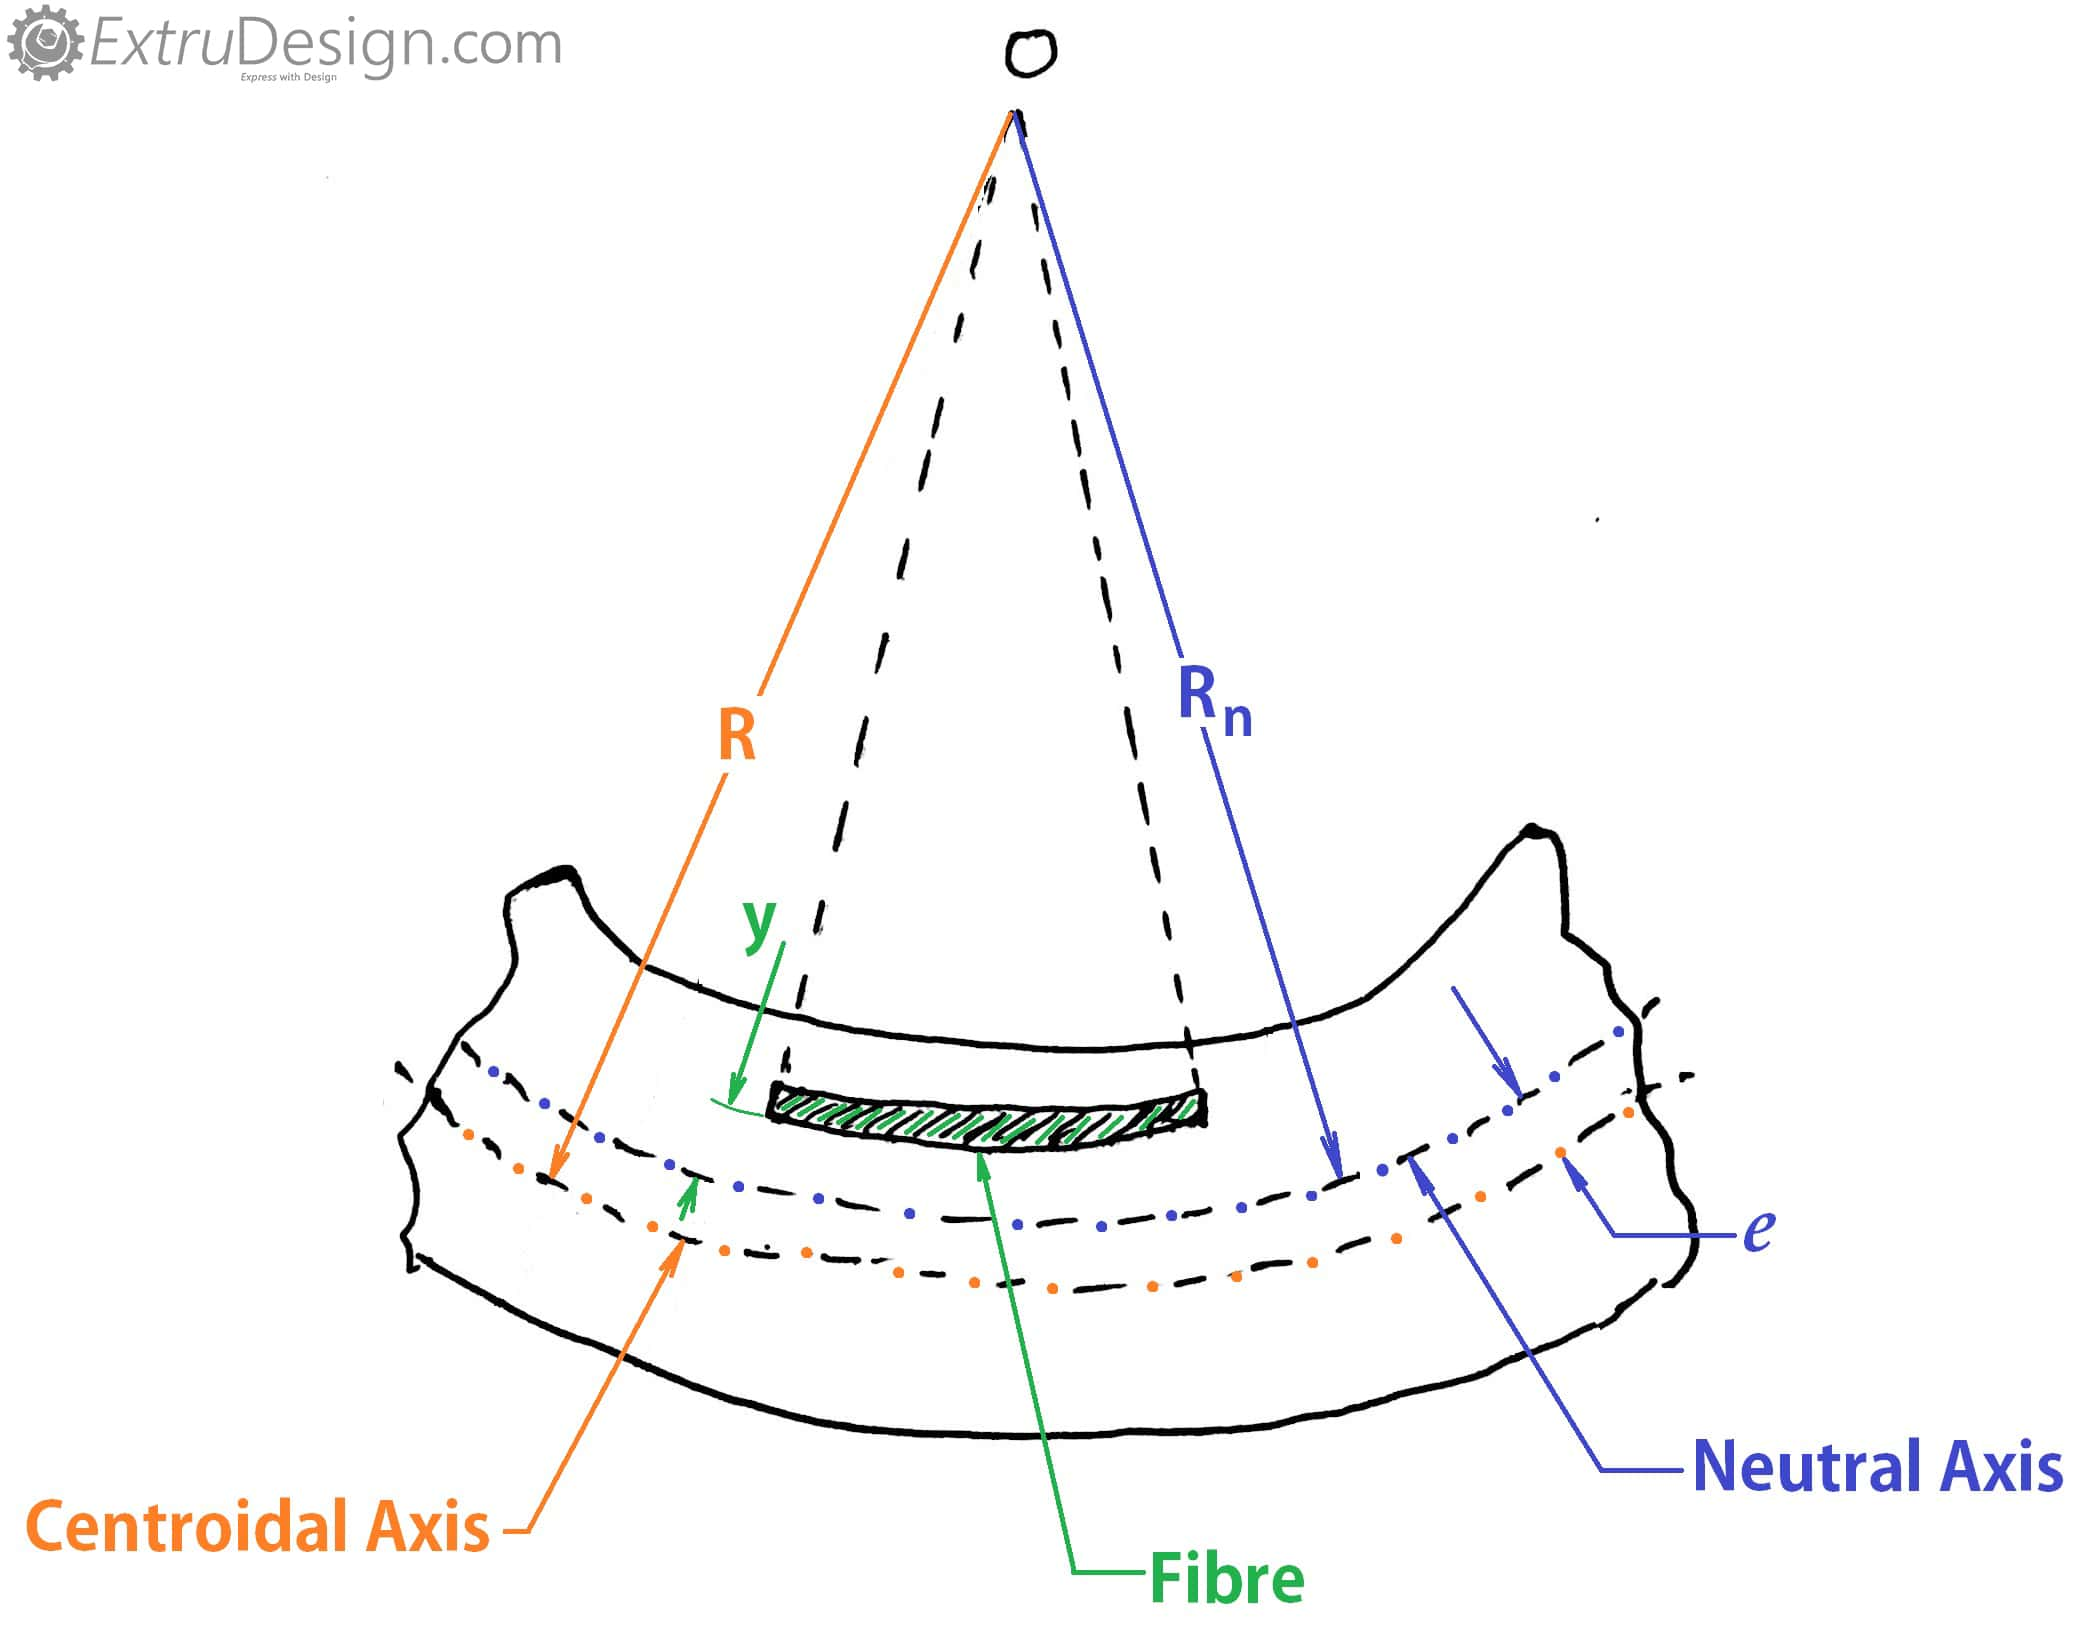 ExtruDesign.com
Express with Design
O
R
Rn
y
e
Neutral Axis
Centroidal Axis
Fibre